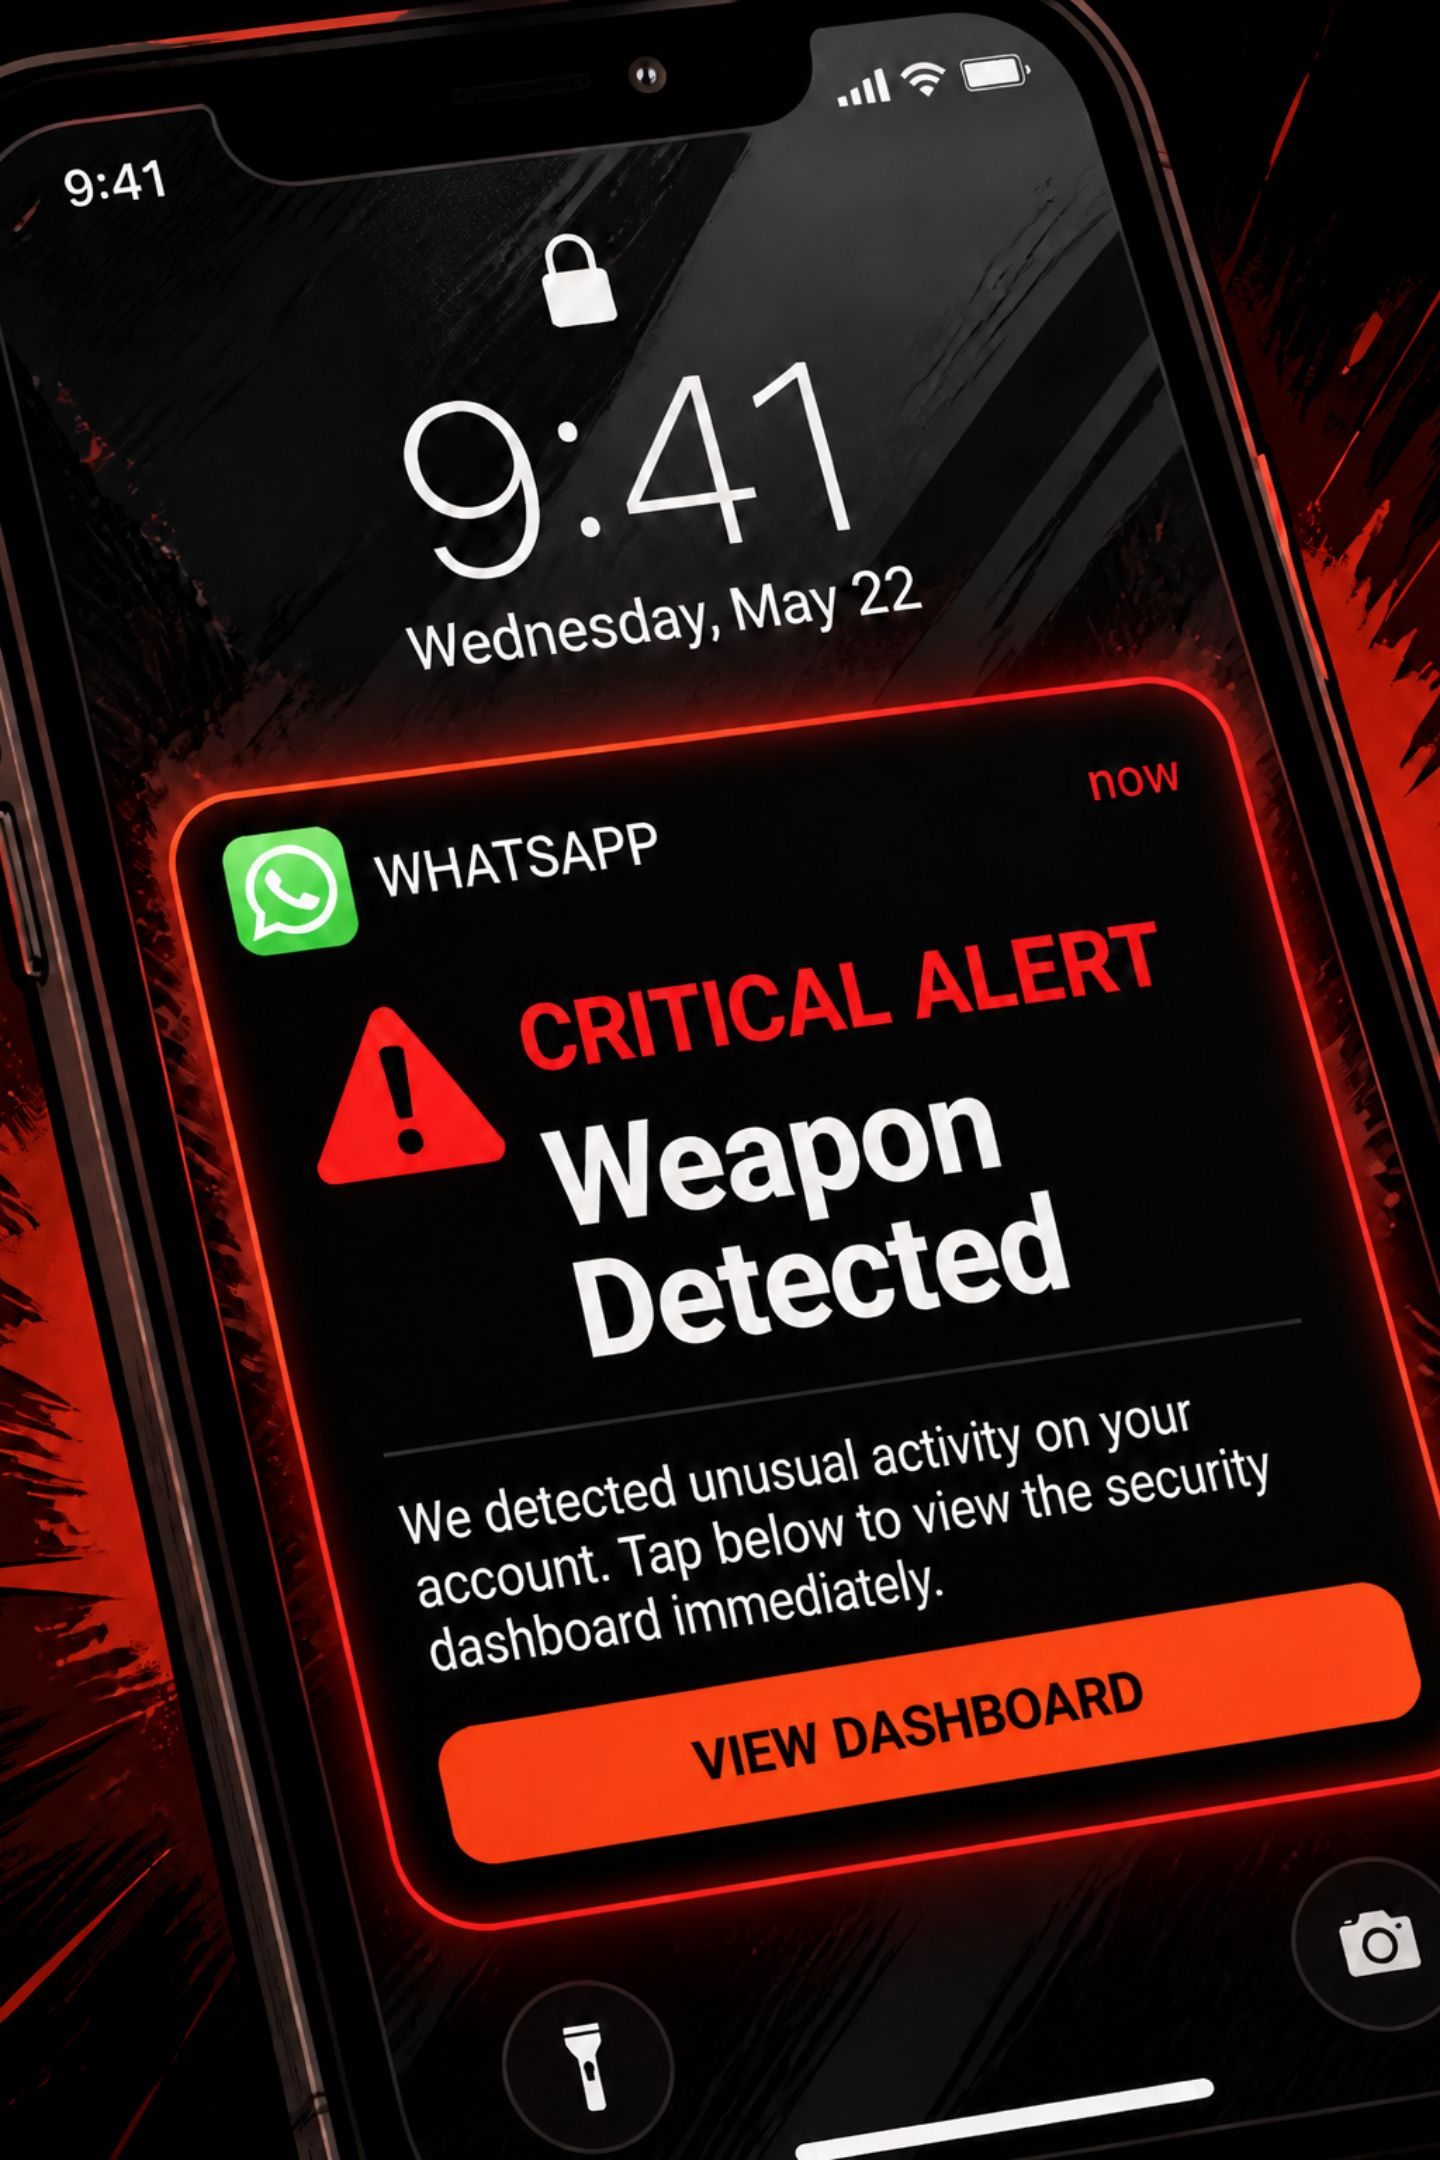 9:41
9:41
Wednesday, May 22
WHATSAPP
now
CRITICAL ALERT
Weapon
Detected
We detected unusual activity on your
account. Tap below to view the security
dashboard immediately.
VIEW DASHBOARD